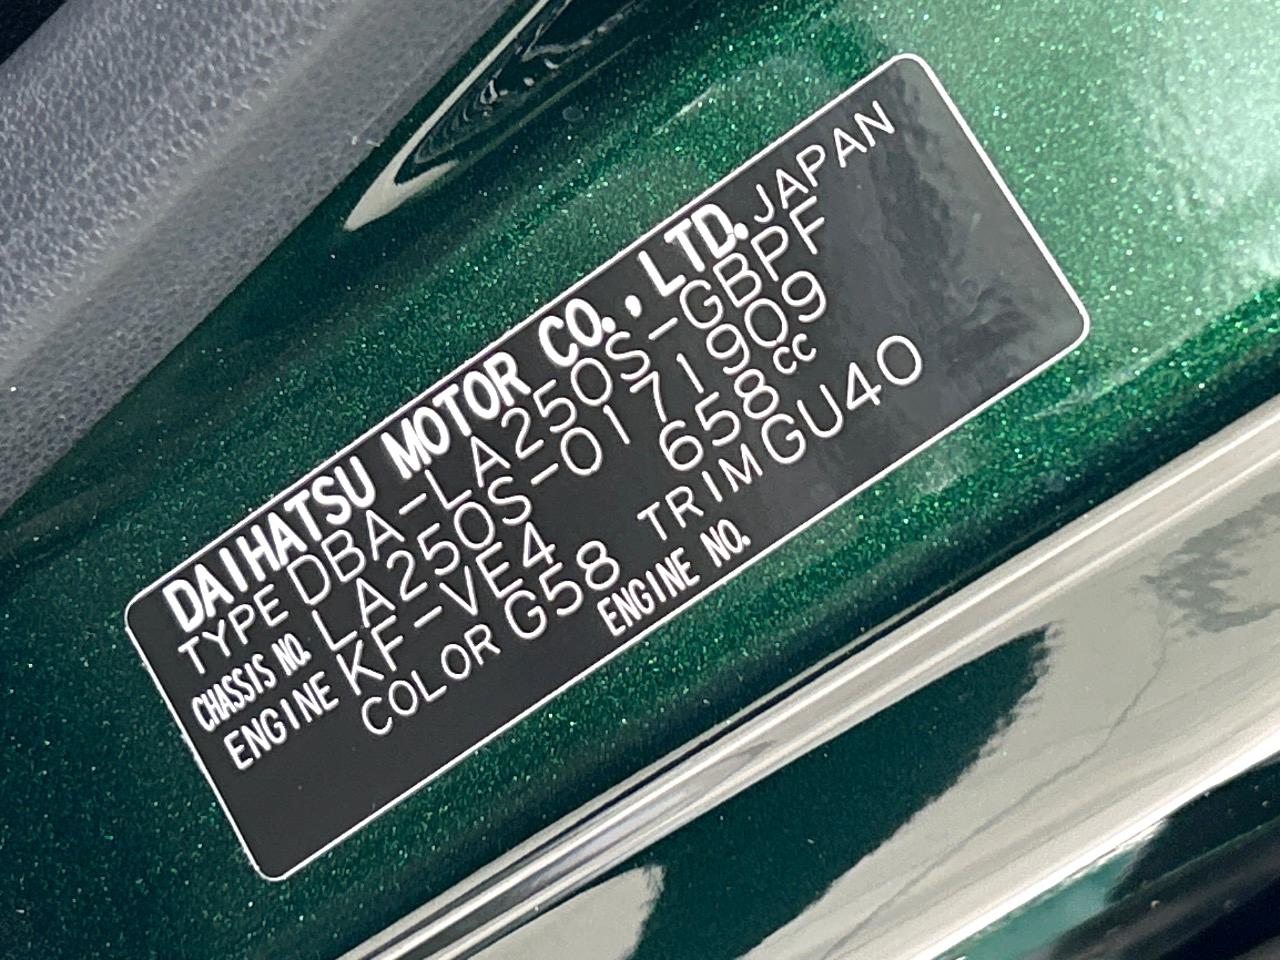 DAIHATSU MOTOR CO., LTD. JAPAN
TYPE DBA-LA250S-GBPF
CHASSIS NO. LA250S-0171909
ENGINE KF-VE4 658cc
COLOR G58 TRIM GU40
ENGINE NO.